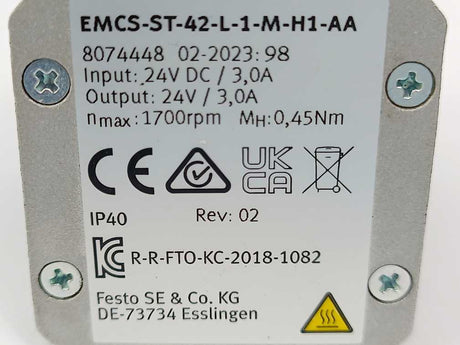 EMCS-ST-42-L-1-M-H1-AA
8074448 02-2023: 98
Input: 24V DC / 3,0A
Output: 24V / 3,0A
nmax: 1700rpm MH: 0,45Nm
CE UK
CA
IP40 Rev: 02
R-R-FTO-KC-2018-1082
Festo SE & Co. KG
DE-73734 Esslingen